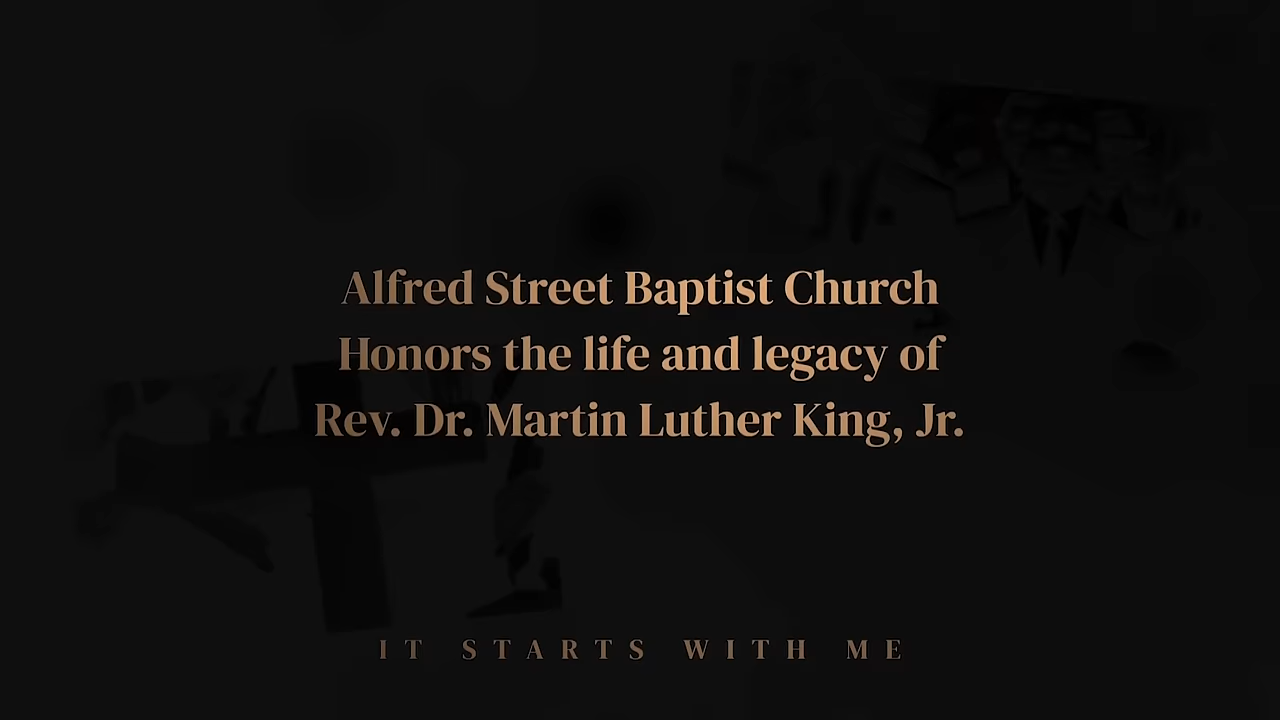 Alfred Street Baptist Church
Honors the life and legacy of
Rev. Dr. Martin Luther King, Jr.
IT STARTS WITH ME